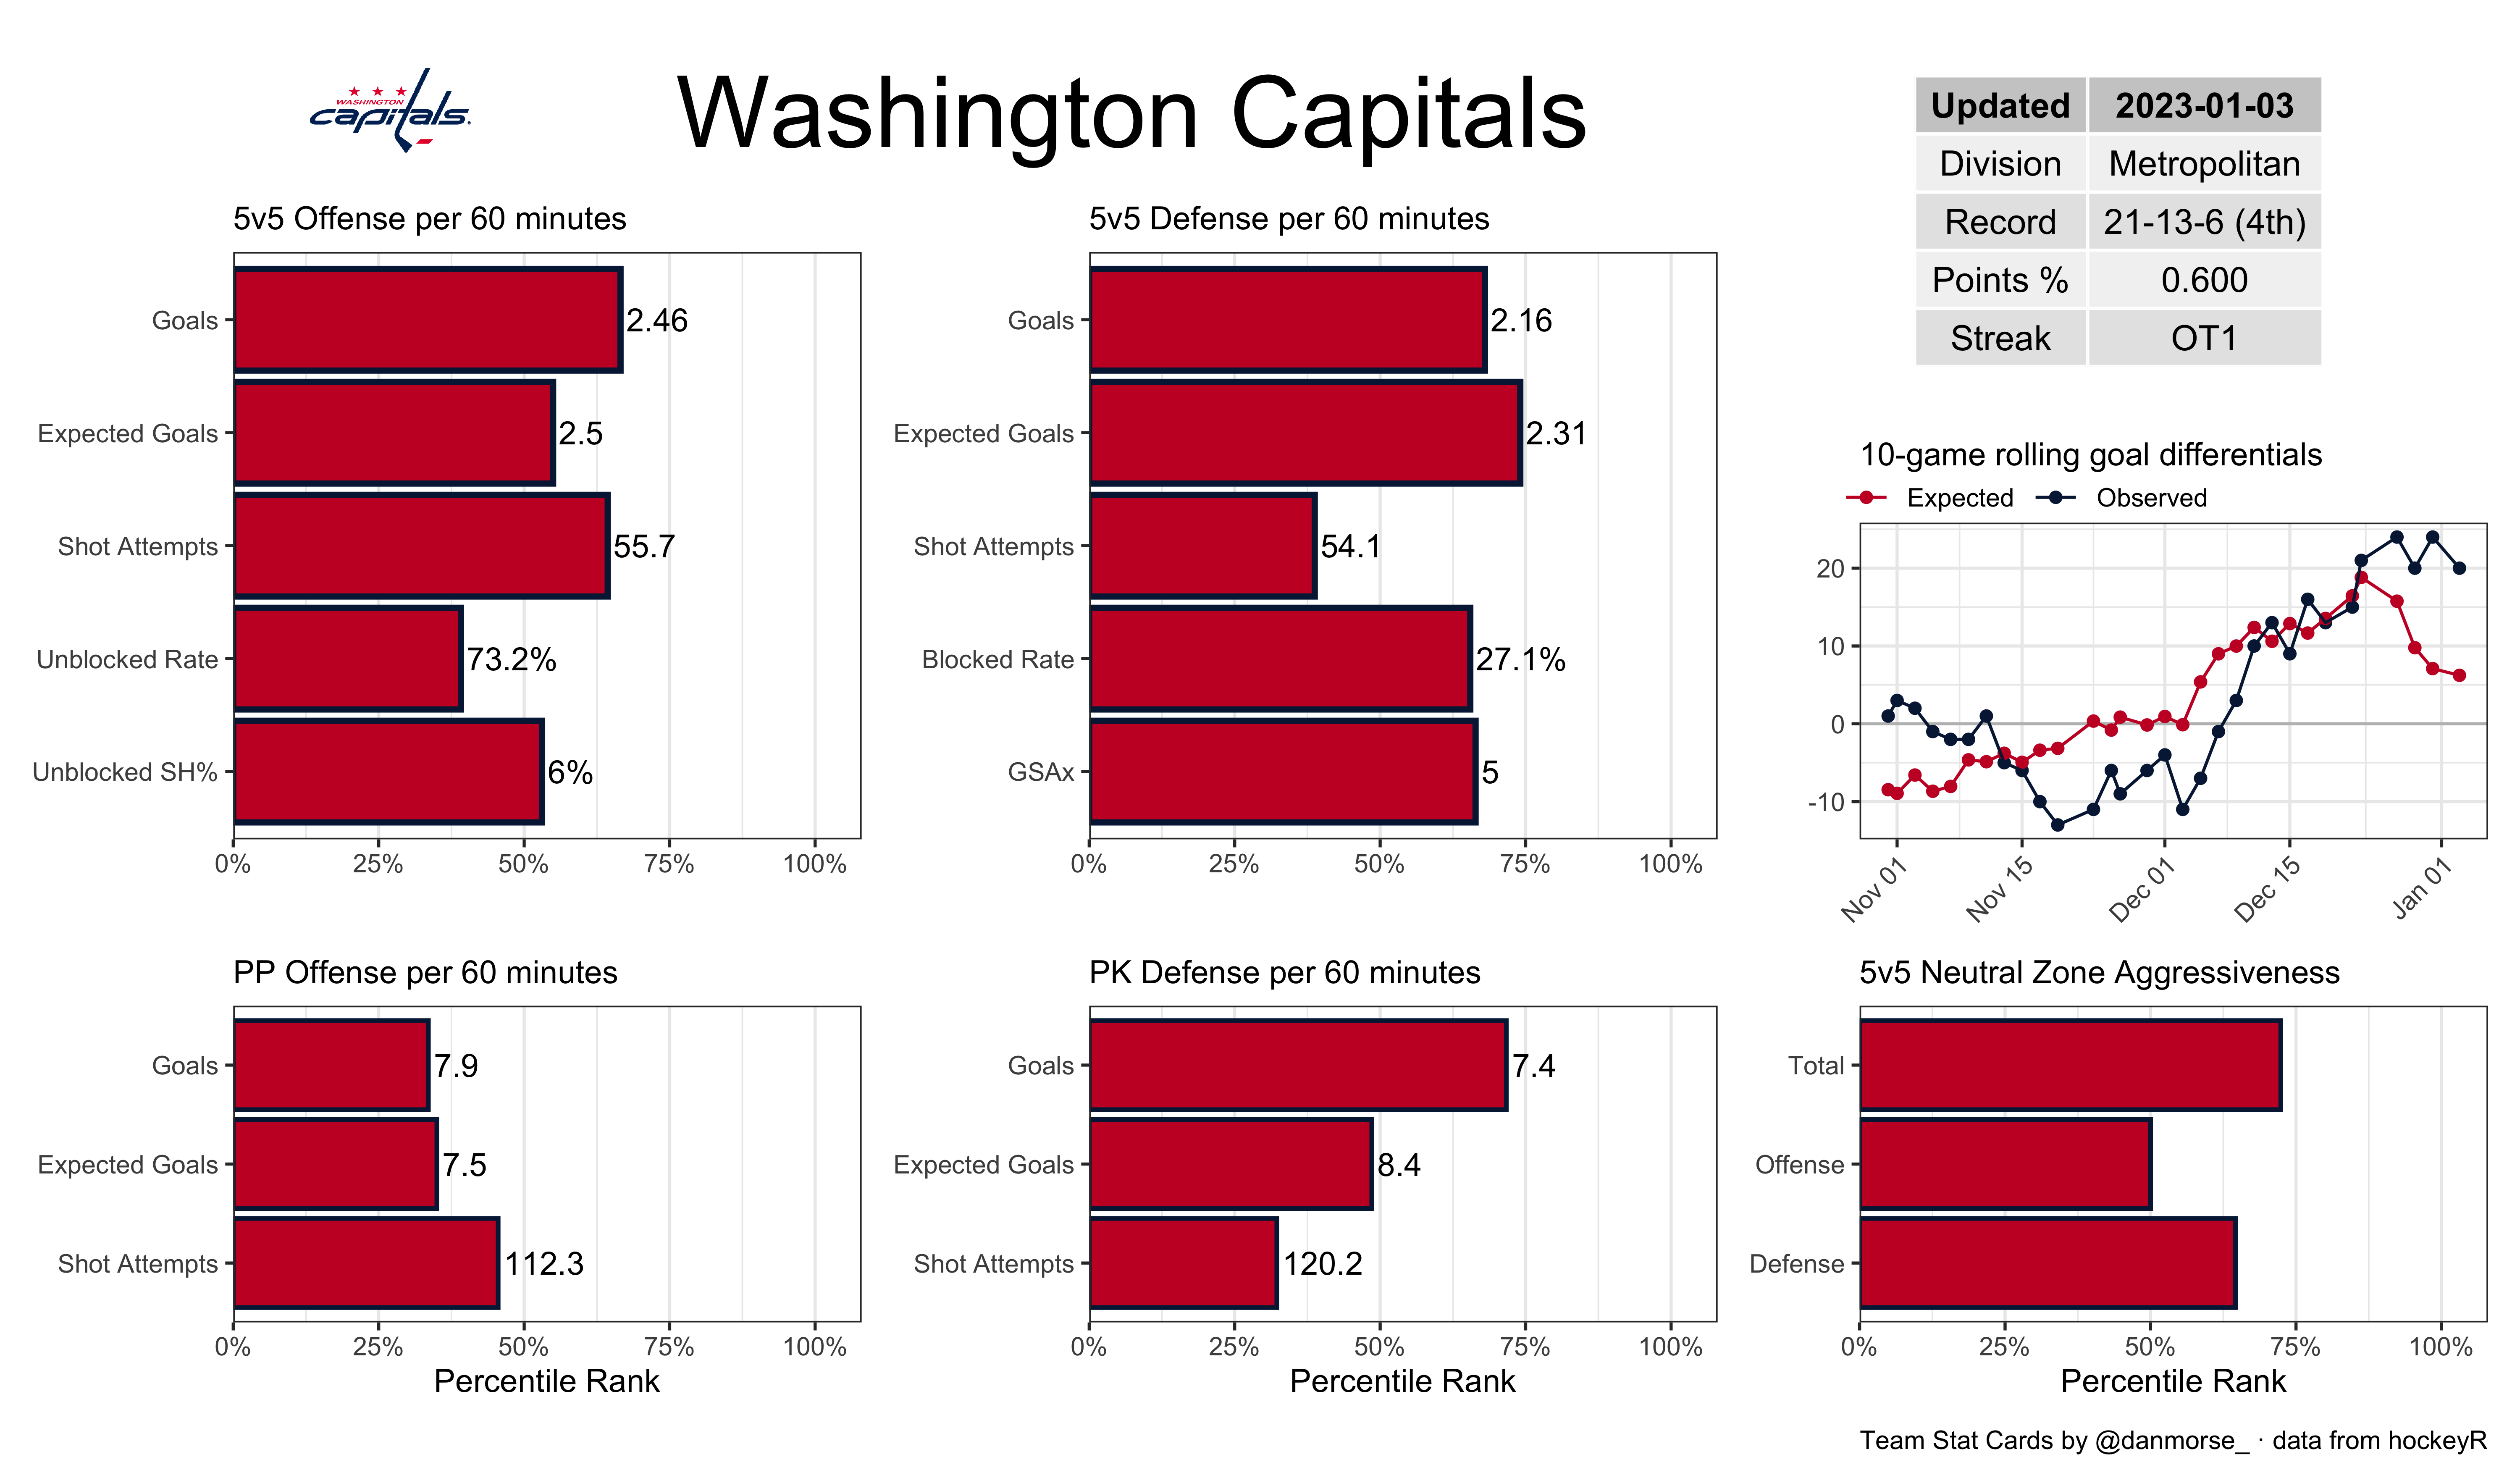 WASHINGTON
capitals
Washington Capitals
Updated 2023-01-03
Division Metropolitan
Record 21-13-6 (4th)
Points % 0.600
Streak OT1
5v5 Offense per 60 minutes
Goals 2.46
Expected Goals 2.5
Shot Attempts 55.7
Unblocked Rate 73.2%
Unblocked SH% 6%
0% 25% 50% 75% 100%
5v5 Defense per 60 minutes
Goals 2.16
Expected Goals 2.31
Shot Attempts 54.1
Blocked Rate 27.1%
GSAx 5
0% 25% 50% 75% 100%
10-game rolling goal differentials
Expected Observed
20
10
0
-10
Nov 01 Nov 15 Dec 01 Dec 15 Jan 01
PP Offense per 60 minutes
Goals 7.9
Expected Goals 7.5
Shot Attempts 112.3
0% 25% 50% 75% 100%
Percentile Rank
PK Defense per 60 minutes
Goals 7.4
Expected Goals 8.4
Shot Attempts 120.2
0% 25% 50% 75% 100%
Percentile Rank
5v5 Neutral Zone Aggressiveness
Total
Offense
Defense
0% 25% 50% 75% 100%
Percentile Rank
Team Stat Cards by @danmorse_ · data from hockeyR